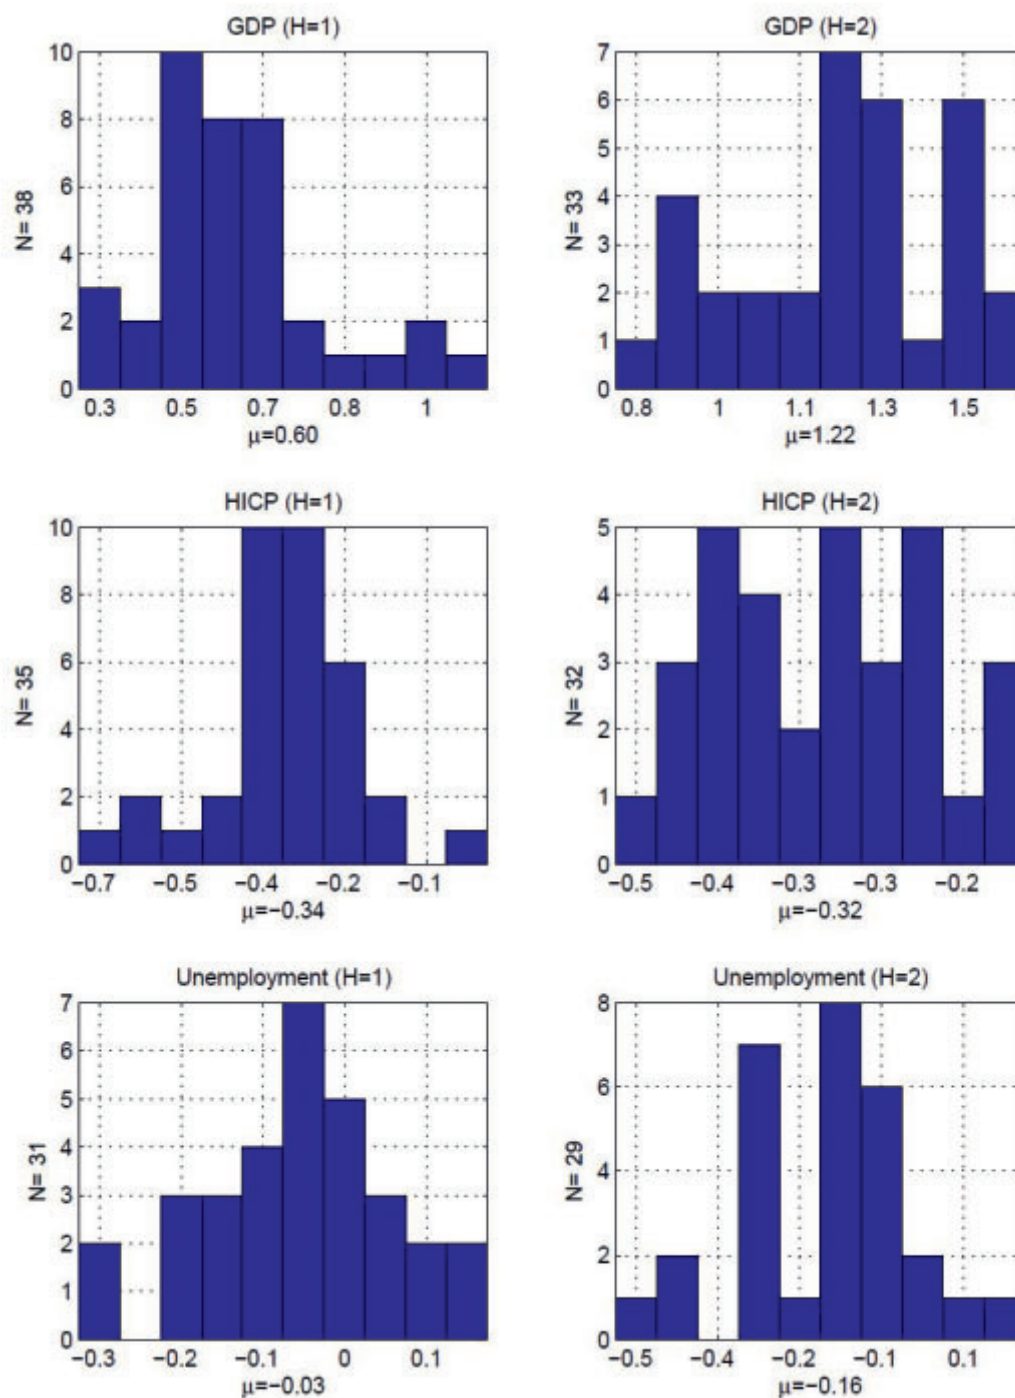 GDP (H=1)
10
8
6
4
2
0
N= 38
0.3 0.5 0.7 0.8 1
μ=0.60
GDP (H=2)
7
6
5
4
3
2
1
0
N= 33
0.8 1 1.1 1.3 1.5
μ=1.22
HICP (H=1)
10
8
6
4
2
0
N= 35
−0.7 −0.5 −0.4 −0.2 −0.1
μ=−0.34
HICP (H=2)
5
4
3
2
1
0
N= 32
−0.5 −0.4 −0.3 −0.3 −0.2
μ=−0.32
Unemployment (H=1)
7
6
5
4
3
2
1
0
N= 31
−0.3 −0.2 −0.1 0 0.1
μ=−0.03
Unemployment (H=2)
8
6
4
2
0
N= 29
−0.5 −0.4 −0.2 −0.1 0.1
μ=−0.16